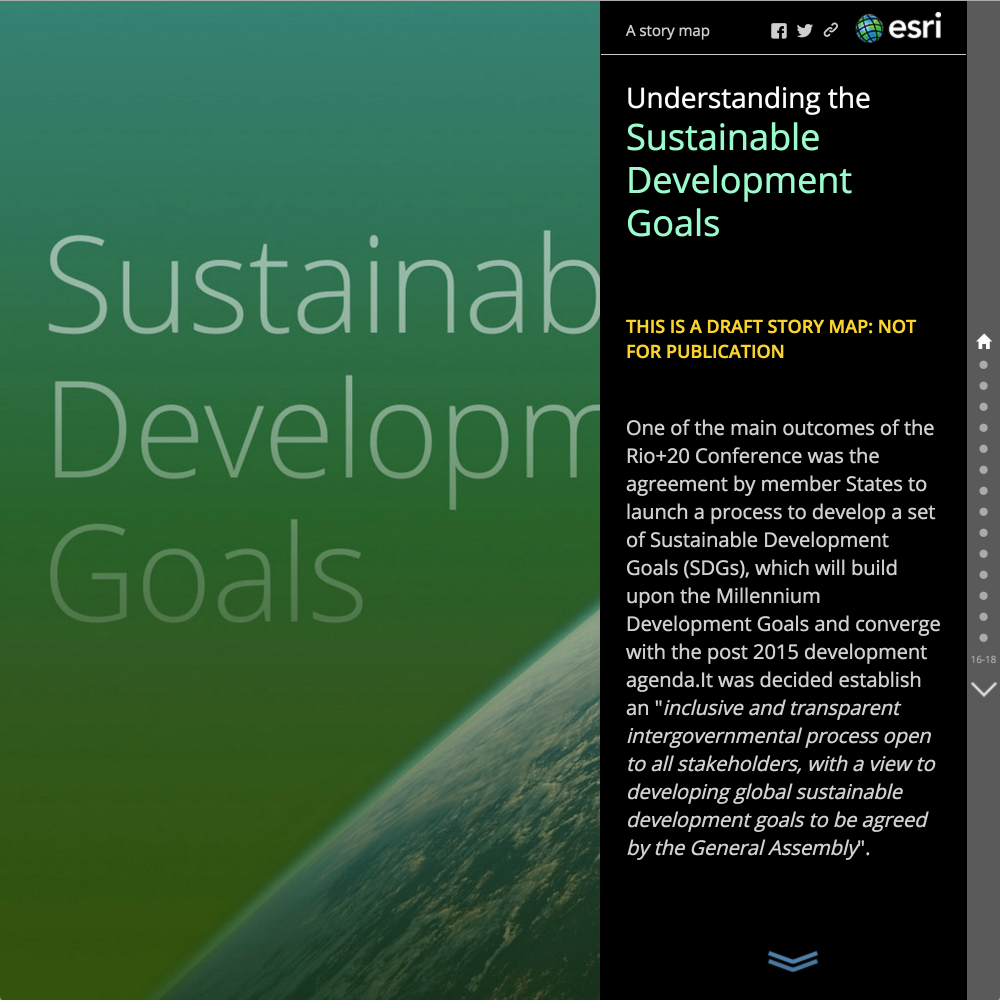 Sustainab
Developm
Goals
A story map
esri
Understanding the
Sustainable
Development
Goals
THIS IS A DRAFT STORY MAP: NOT
FOR PUBLICATION
One of the main outcomes of the
Rio+20 Conference was the
agreement by member States to
launch a process to develop a set
of Sustainable Development
Goals (SDGs), which will build
upon the Millennium
Development Goals and converge
with the post 2015 development
agenda.It was decided establish
an "inclusive and transparent
intergovernmental process open
to all stakeholders, with a view to
developing global sustainable
development goals to be agreed
by the General Assembly".
16-18